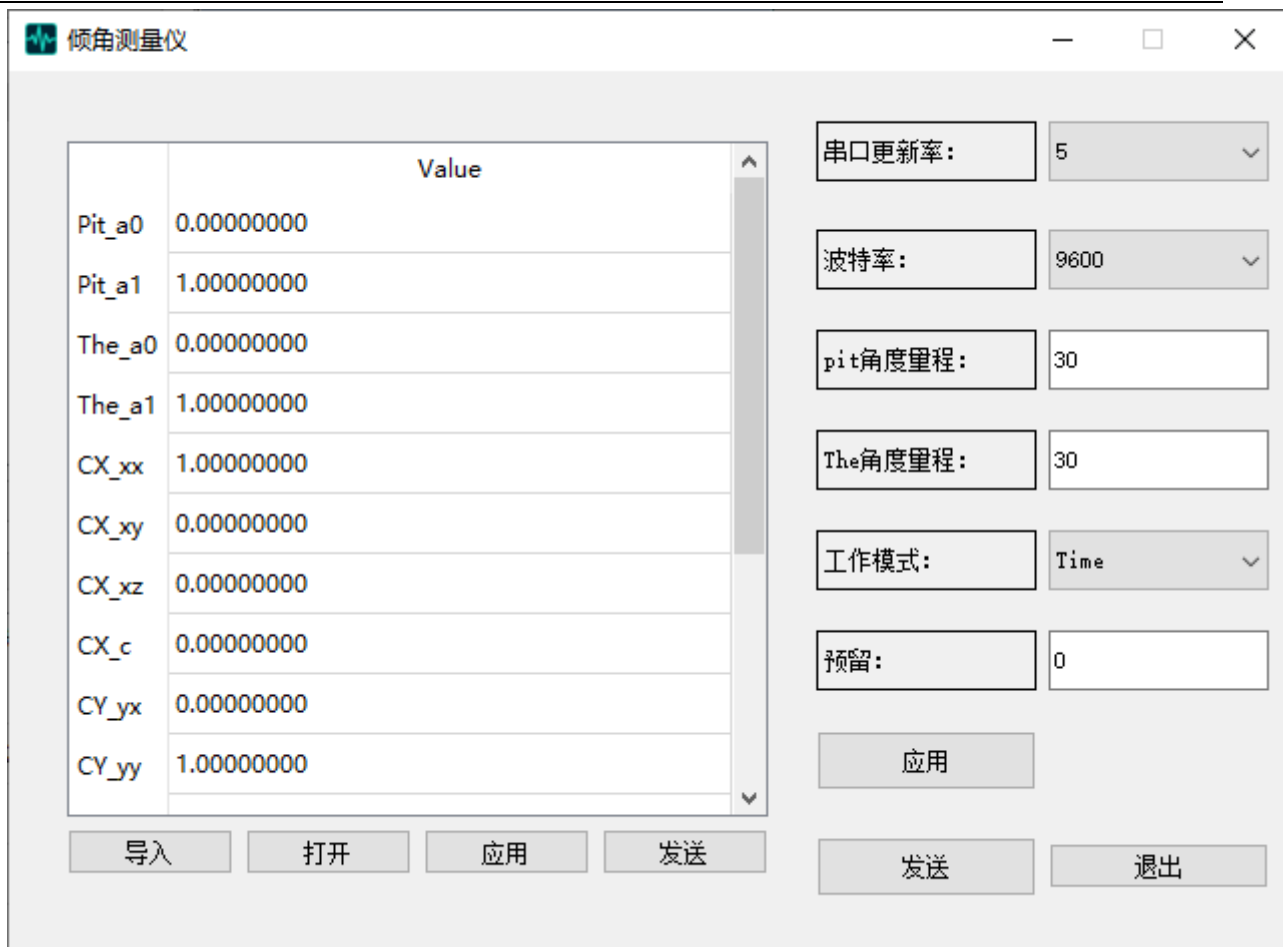 倾角测量仪
Value
Pit_a0 0.00000000
Pit_a1 1.00000000
The_a0 0.00000000
The_a1 1.00000000
CX_xx 1.00000000
CX_xy 0.00000000
CX_xz 0.00000000
CX_c 0.00000000
CY_yx 0.00000000
CY_yy 1.00000000
导入 打开 应用 发送
串口更新率: 5
波特率: 9600
pit角度量程: 30
The角度量程: 30
工作模式: Time
预留: 0
应用
发送 退出